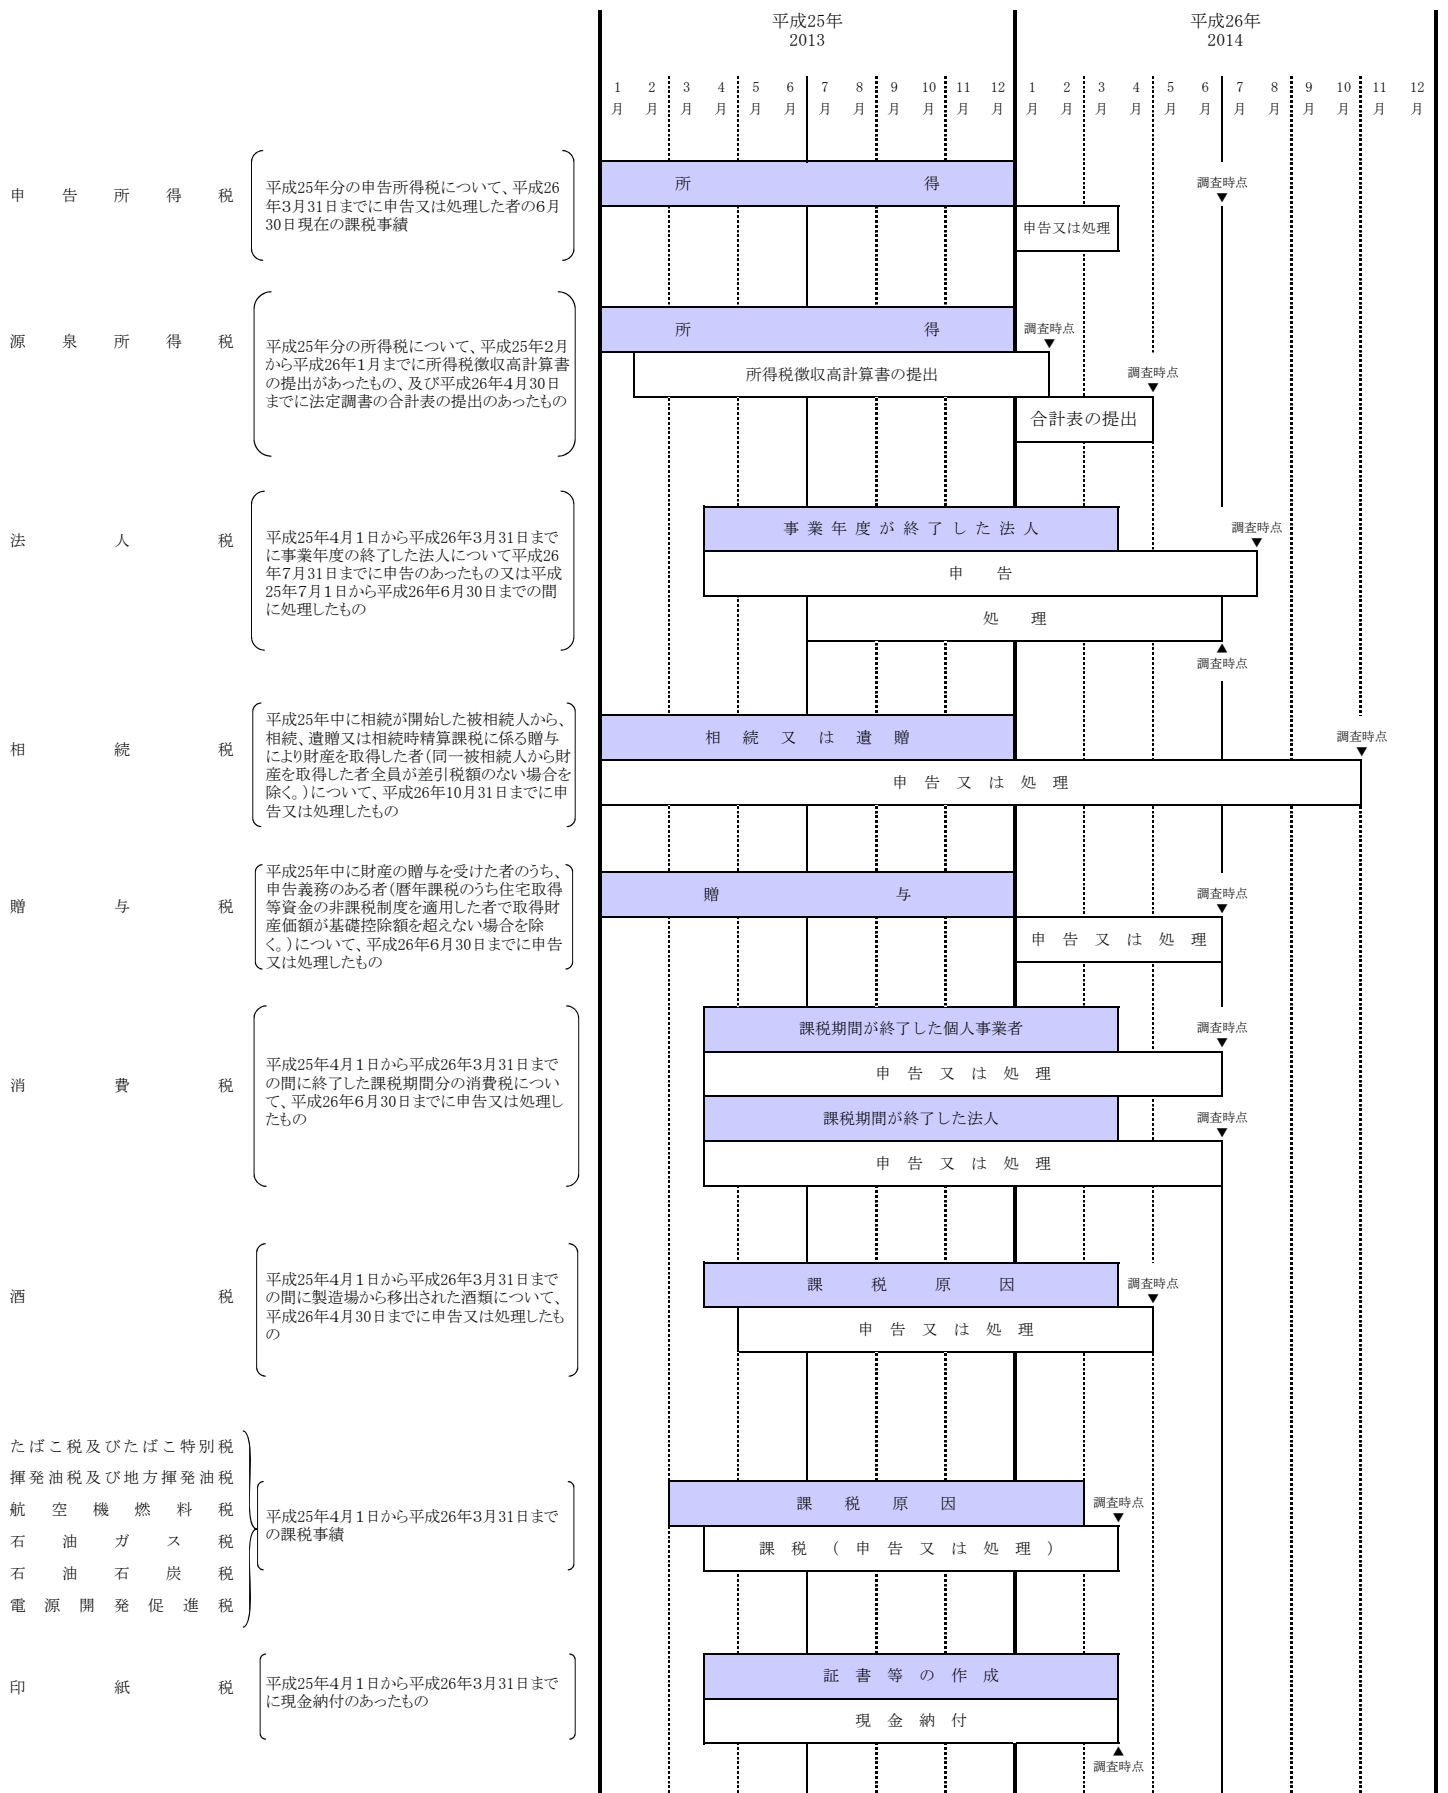 平成25年
2013
平成26年
2014
1 2 3 4 5 6 7 8 9 10 11 12 1 2 3 4 5 6 7 8 9 10 11 12
月 月 月 月 月 月 月 月 月 月 月 月 月 月 月 月 月 月 月 月 月 月 月 月
申告所得税
平成25年分の申告所得税について、平成26
年3月31日までに申告又は処理した者の6月
30日現在の課税事績
所得
調査時点
▼
申告又は処理
源泉所得税
平成25年分の所得税について、平成25年2月
から平成26年1月までに所得税徴収高計算書
の提出があったもの、及び平成26年4月30日
までに法定調書の合計表の提出のあったもの
所得
調査時点
▼
所得税徴収高計算書の提出
調査時点
▼
合計表の提出
法人税
平成25年4月1日から平成26年3月31日まで
に事業年度の終了した法人について平成26
年7月31日までに申告のあったもの又は平成
25年7月1日から平成26年6月30日までの間
に処理したもの
事業年度が終了した法人
調査時点
▼
申告
処理
▲
調査時点
相続税
平成25年中に相続が開始した被相続人から、
相続、遺贈又は相続時精算課税に係る贈与
により財産を取得した者(同一被相続人から財
産を取得した者全員が差引税額のない場合を
除く。)について、平成26年10月31日までに申
告又は処理したもの
相続又は遺贈
調査時点
▼
申告又は処理
贈与税
平成25年中に財産の贈与を受けた者のうち、
申告義務のある者(暦年課税のうち住宅取得
等資金の非課税制度を適用した者で取得財
産価額が基礎控除額を超えない場合を除
く。)について、平成26年6月30日までに申告
又は処理したもの
贈与
調査時点
▼
申告又は処理
消費税
平成25年4月1日から平成26年3月31日まで
の間に終了した課税期間分の消費税につい
て、平成26年6月30日までに申告又は処理し
たもの
課税期間が終了した個人事業者
調査時点
▼
申告又は処理
課税期間が終了した法人
調査時点
▼
申告又は処理
酒税
平成25年4月1日から平成26年3月31日まで
の間に製造場から移出された酒類について、
平成26年4月30日までに申告又は処理したも
の
課税原因
調査時点
▼
申告又は処理
たばこ税及びたばこ特別税
揮発油税及び地方揮発油税
航空機燃料税
石油ガス税
石油石炭税
電源開発促進税
平成25年4月1日から平成26年3月31日まで
の課税事績
課税原因
調査時点
▼
課税(申告又は処理)
印紙税
平成25年4月1日から平成26年3月31日まで
に現金納付のあったもの
証書等の作成
現金納付
▲
調査時点